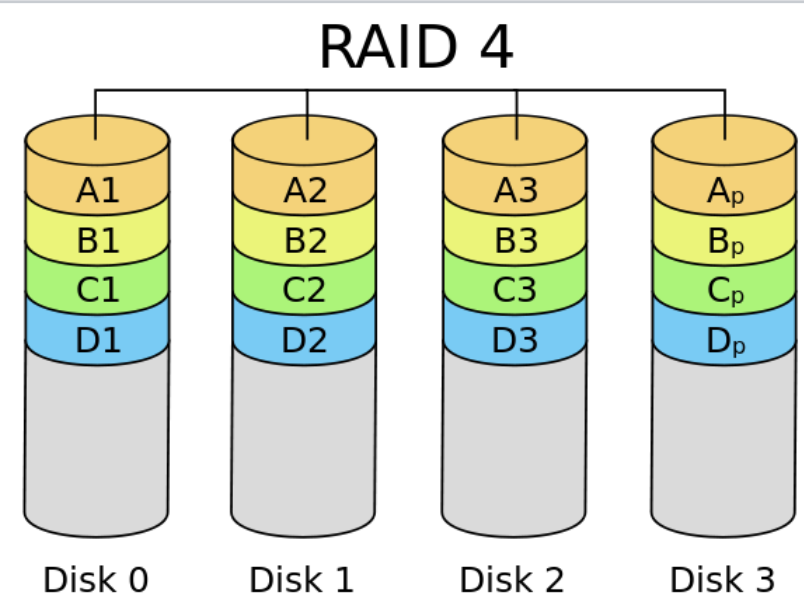 RAID 4
A1 A2 A3 Ap
B1 B2 B3 Bp
C1 C2 C3 Cp
D1 D2 D3 Dp
Disk 0 Disk 1 Disk 2 Disk 3